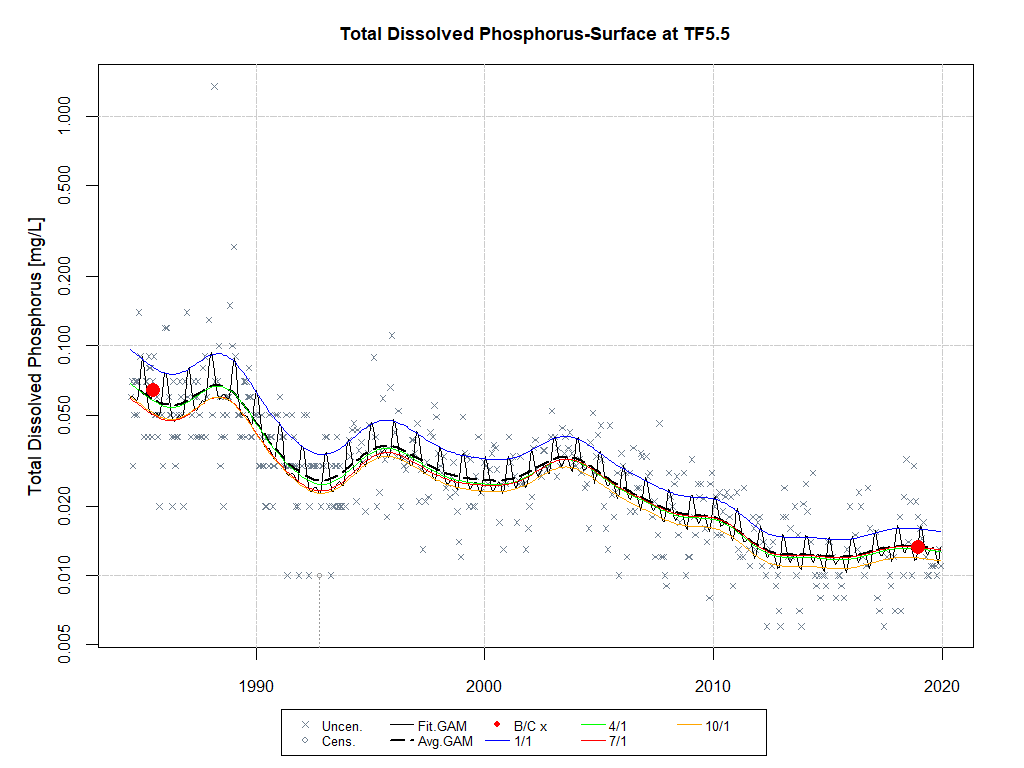 Total Dissolved Phosphorus-Surface at TF5.5
Total Dissolved Phosphorus [mg/L]
1.000
0.500
0.200
0.100
0.050
0.020
0.010
0.005
1990 2000 2010 2020
Uncen. Fit.GAM B/C x 4/1 10/1
Cens. Avg.GAM 1/1 7/1